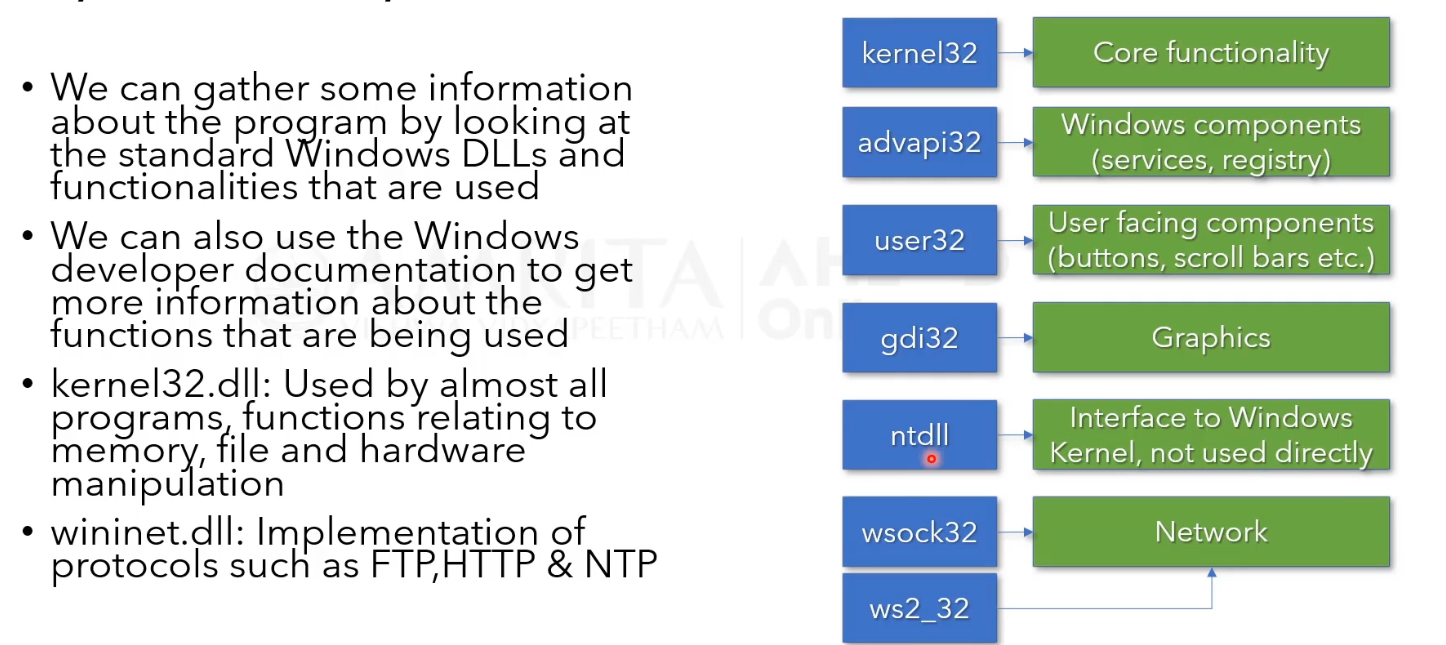 • We can gather some information
about the program by looking at
the standard Windows DLLs and
functionalities that are used
• We can also use the Windows
developer documentation to get
more information about the
functions that are being used
• kernel32.dll: Used by almost all
programs, functions relating to
memory, file and hardware
manipulation
• wininet.dll: Implementation of
protocols such as FTP,HTTP & NTP
kernel32
Core functionality
advapi32
Windows components
(services, registry)
user32
User facing components
(buttons, scroll bars etc.)
gdi32
Graphics
ntdll
Interface to Windows
Kernel, not used directly
wsock32
Network
ws2_32